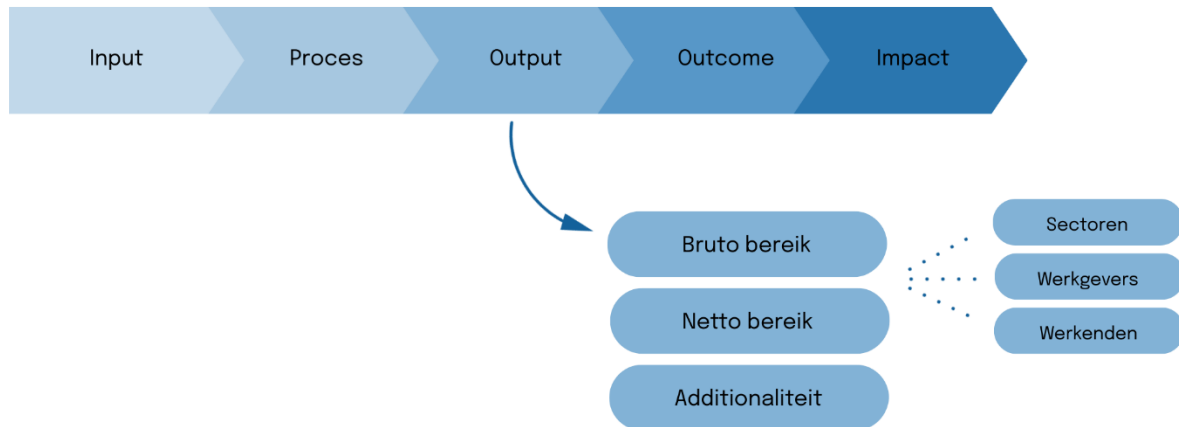 Input
Proces
Output
Outcome
Impact
Bruto bereik
Netto bereik
Additionaliteit
Sectoren
Werkgevers
Werkenden